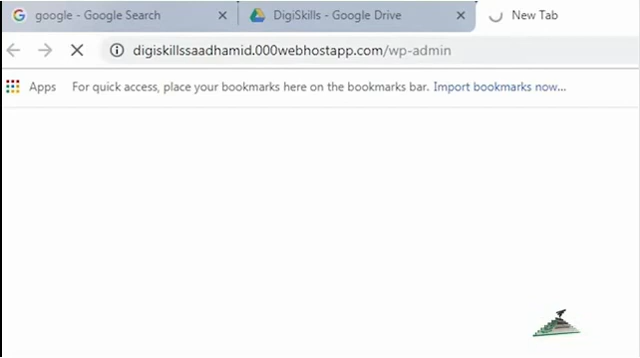 google - Google Search
DigiSkills - Google Drive
New Tab
digiskillssaadhamid.000webhostapp.com/wp-admin
Apps For quick access, place your bookmarks here on the bookmarks bar. Import bookmarks now...